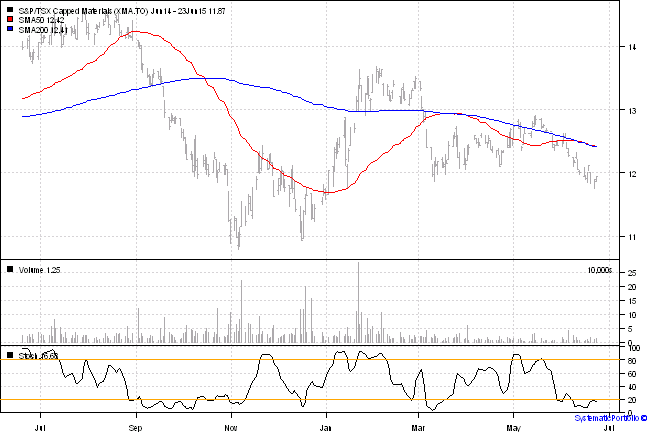 S&P/TSX Capped Materials (XMA.TO) Jun14 - 23Jun15 11.87
SMA50 12.42
SMA200 12.41
14
13
12
11
Volume 1.25
10,000s
25
20
15
10
5
0
100
Stoch 16.68
80
60
40
20
0
Jul
Sep
Nov
Jan
Mar
May
Jul
SystematicPortfolio ©